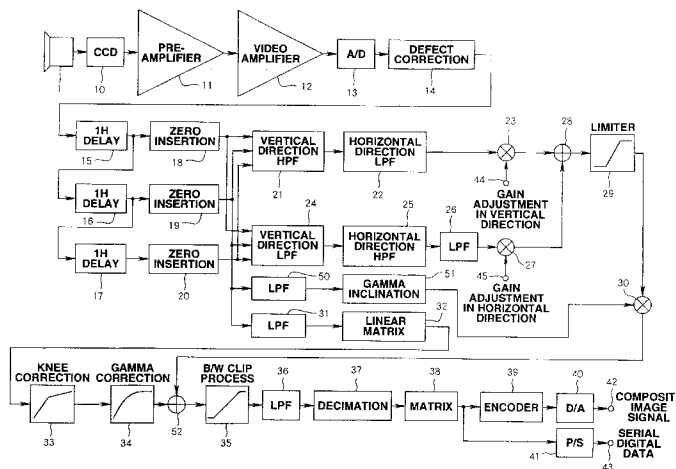 CCD
10
PRE-
AMPLIFIER
11
VIDEO
AMPLIFIER
12
A/D
13
DEFECT
CORRECTION
14
1H
DELAY
15
ZERO
INSERTION
18
VERTICAL
DIRECTION
HPF
21
HORIZONTAL
DIRECTION
LPF
22
23
44
GAIN
ADJUSTMENT
IN VERTICAL
DIRECTION
28
LIMITER
29
1H
DELAY
16
ZERO
INSERTION
19
24
VERTICAL
DIRECTION
LPF
25
HORIZONTAL
DIRECTION
HPF
26
LPF
27
45
GAIN
ADJUSTMENT
IN HORIZONTAL
DIRECTION
1H
DELAY
17
ZERO
INSERTION
20
50
LPF
51
GAMMA
INCLINATION
30
31
LPF
32
LINEAR
MATRIX
KNEE
CORRECTION
33
GAMMA
CORRECTION
34
52
B/W CLIP
PROCESS
35
36
LPF
37
DECIMATION
38
MATRIX
39
ENCODER
40
D/A
42
COMPOSIT
IMAGE
SIGNAL
41
P/S
SERIAL
DIGITAL
DATA
43